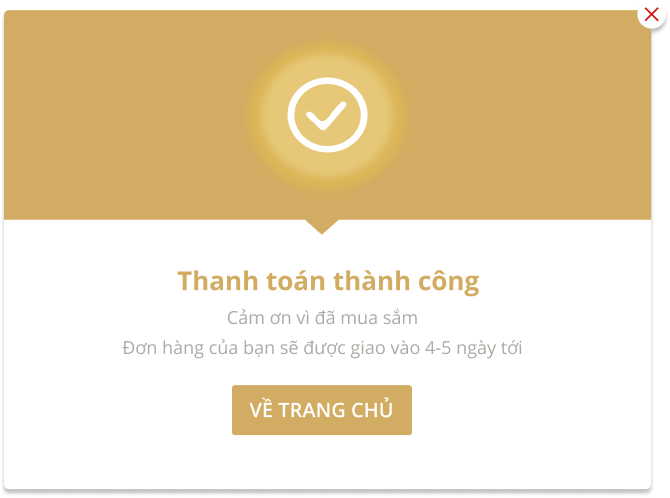 Thanh toán thành công
Cảm ơn vì đã mua sắm
Đơn hàng của bạn sẽ được giao vào 4-5 ngày tới
VỀ TRANG CHỦ